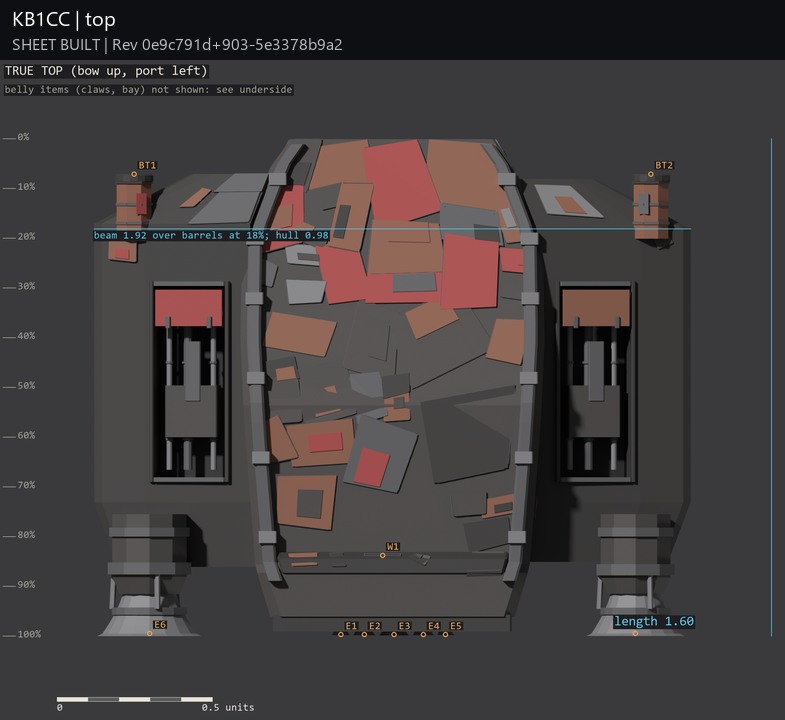 KB1CC | top
SHEET BUILT | Rev 0e9c791d+903-5e3378b9a2
TRUE TOP (bow up, port left)
belly items (claws, bay) not shown: see underside
0%
BT1
BT2
10%
20%
beam 1.92 over barrels at 18%; hull 0.98
30%
40%
50%
60%
70%
80%
W1
90%
E6
E1
E2
E3
E4
E5
length 1.60
100%
0
0.5 units